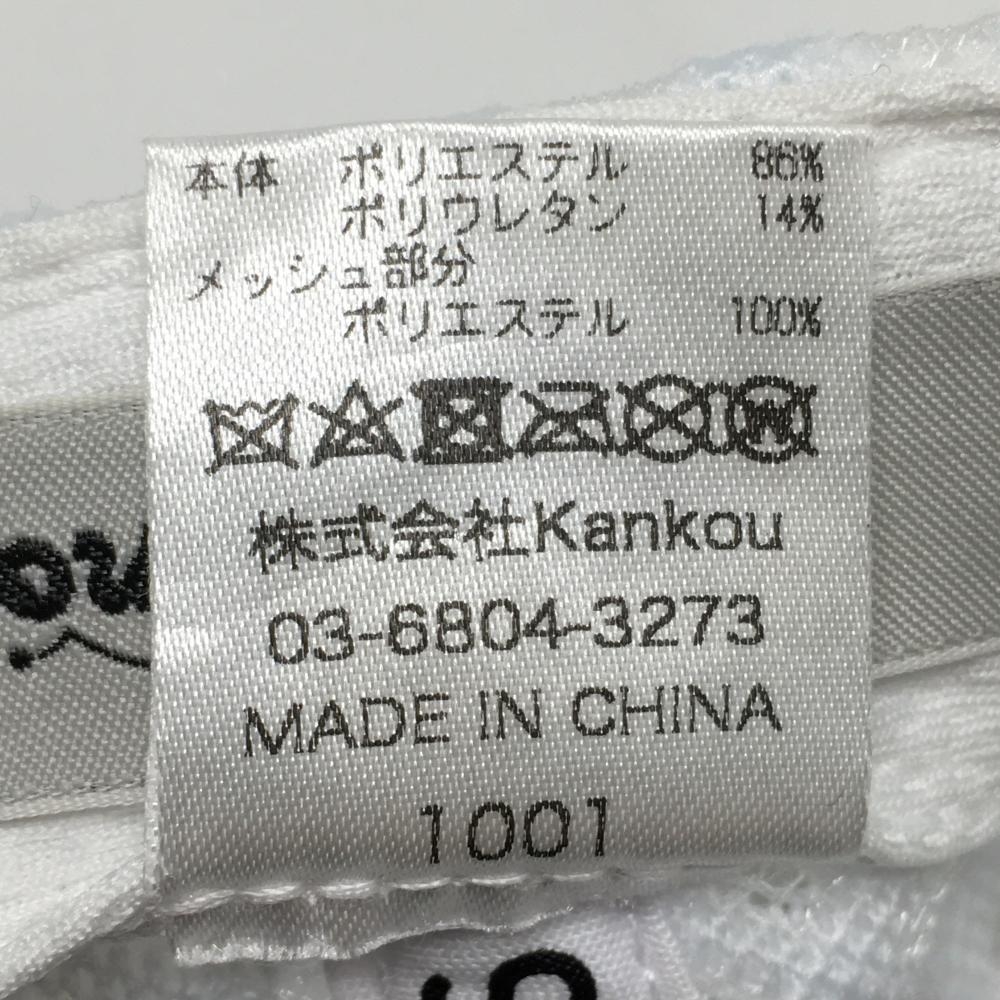 本体 ポリエステル 86%
ポリウレタン 14%
メッシュ部分
ポリエステル 100%
株式会社Kankou
03-6804-3273
MADE IN CHINA
1001
S